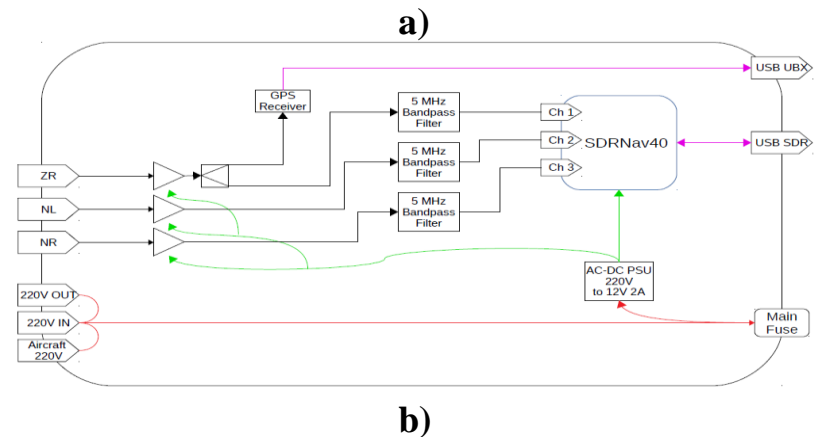 a)
USB UBX
GPS
Receiver
5 MHz
Bandpass
Filter
Ch 1
5 MHz
Bandpass
Filter
Ch 2
SDRNav40
USB SDR
5 MHz
Bandpass
Filter
Ch 3
ZR
NL
NR
AC-DC PSU
220V
to 12V 2A
220V OUT
220V IN
Main
Fuse
Aircraft
220V
b)